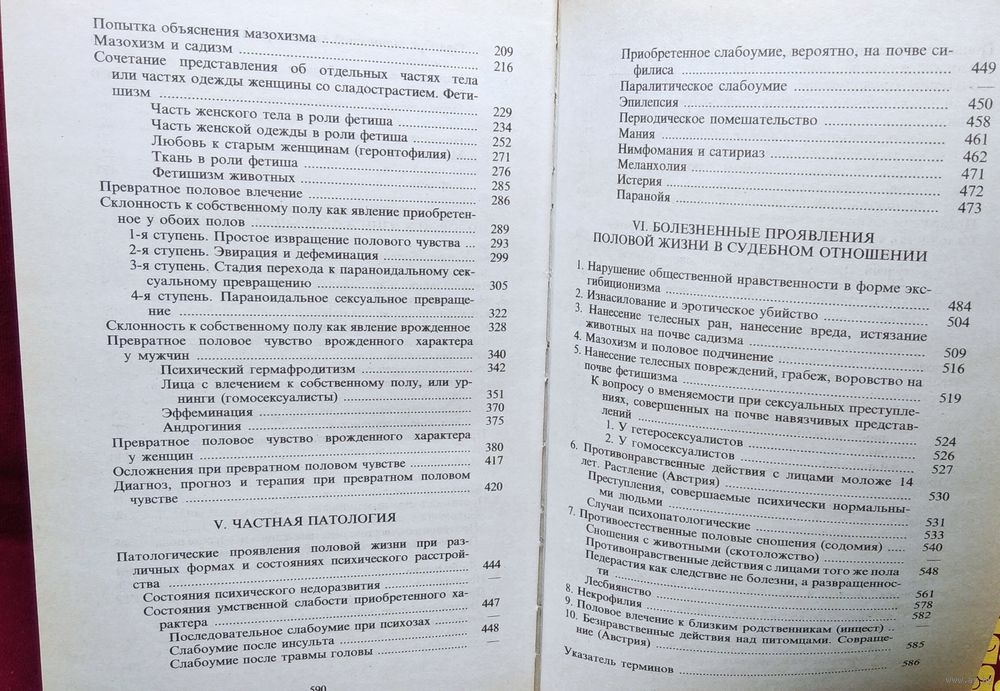 Попытка объяснения мазохизма ........ 209
Мазохизм и садизм ........ 216
Сочетание представления об отдельных частях тела
или частях одежды женщины со сладострастием. Фети-
шизм ........ 229
Часть женского тела в роли фетиша ........ 234
Часть женской одежды в роли фетиша ........ 252
Любовь к старым женщинам (геронтофилия) ........ 271
Ткань в роли фетиша ........ 276
Фетишизм животных ........ 285
Превратное половое влечение ........ 286
Склонность к собственному полу как явление приобретен-
ное у обоих полов ........ 289
1-я ступень. Простое извращение полового чувства ... 293
2-я ступень. Эвирация и дефеминация ........ 299
3-я ступень. Стадия перехода к параноидальному сек-
суальному превращению ........ 305
4-я ступень. Параноидальное сексуальное превраще-
ние ........ 322
Склонность к собственному полу как явление врожденное 328
Превратное половое чувство врожденного характера
у мужчин ........ 340
Психический гермафродитизм ........ 342
Лица с влечением к собственному полу, или ур-
нинги (гомосексуалисты) ........ 351
Эффеминация ........ 370
Андрогиния ........ 375
Превратное половое чувство врожденного характера
у женщин ........ 380
Осложнения при превратном половом чувстве ........ 417
Диагноз, прогноз и терапия при превратном половом
чувстве ........ 420
V. ЧАСТНАЯ ПАТОЛОГИЯ
Патологические проявления половой жизни при раз-
личных формах и состояниях психического расстрой-
ства ........ 444
Состояния психического недоразвития ........ —
Состояния умственной слабости приобретенного ха-
рактера ........ 447
Последовательное слабоумие при психозах ........ —
Слабоумие после инсульта ........ 448
Слабоумие после травмы головы ........ —
590
Приобретенное слабоумие, вероятно, на почве си-
филиса ........ 449
Паралитическое слабоумие ........ —
Эпилепсия ........ 450
Периодическое помешательство ........ 458
Мания ........ 461
Нимфомания и сатириаз ........ 462
Меланхолия ........ 471
Истерия ........ 472
Паранойя ........ 473
VI. БОЛЕЗНЕННЫЕ ПРОЯВЛЕНИЯ
ПОЛОВОЙ ЖИЗНИ В СУДЕБНОМ ОТНОШЕНИИ
1. Нарушение общественной нравственности в форме экс-
гибиционизма ........ 484
2. Изнасилование и эротическое убийство ........ 504
3. Нанесение телесных ран, нанесение вреда, истязание
животных на почве садизма ........ 509
4. Мазохизм и половое подчинение ........ 516
5. Нанесение телесных повреждений, грабеж, воровство на
почве фетишизма ........ 519
К вопросу о вменяемости при сексуальных преступле-
ниях, совершенных на почве навязчивых представ-
лений ........ 524
1. У гетеросексуалистов ........ 526
2. У гомосексуалистов ........ 527
6. Противонравственные действия с лицами моложе 14
лет. Растление (Австрия) ........ 530
Преступления, совершаемые психически нормальны-
ми людьми ........ 531
Случаи психопатологические ........ 533
7. Противоестественные половые сношения (содомия) ..... 540
Сношения с животными (скотоложство) ........ —
Противонравственные действия с лицами того же пола 548
Педерастия как следствие не болезни, а развращеннос-
ти ........ 561
Лесбиянство ........ 578
8. Некрофилия ........ 582
9. Половое влечение к близким родственникам (инцест) .. —
10. Безнравственные действия над питомцами. Совраще-
ние (Австрия) ........ 585
Указатель терминов ........ 586